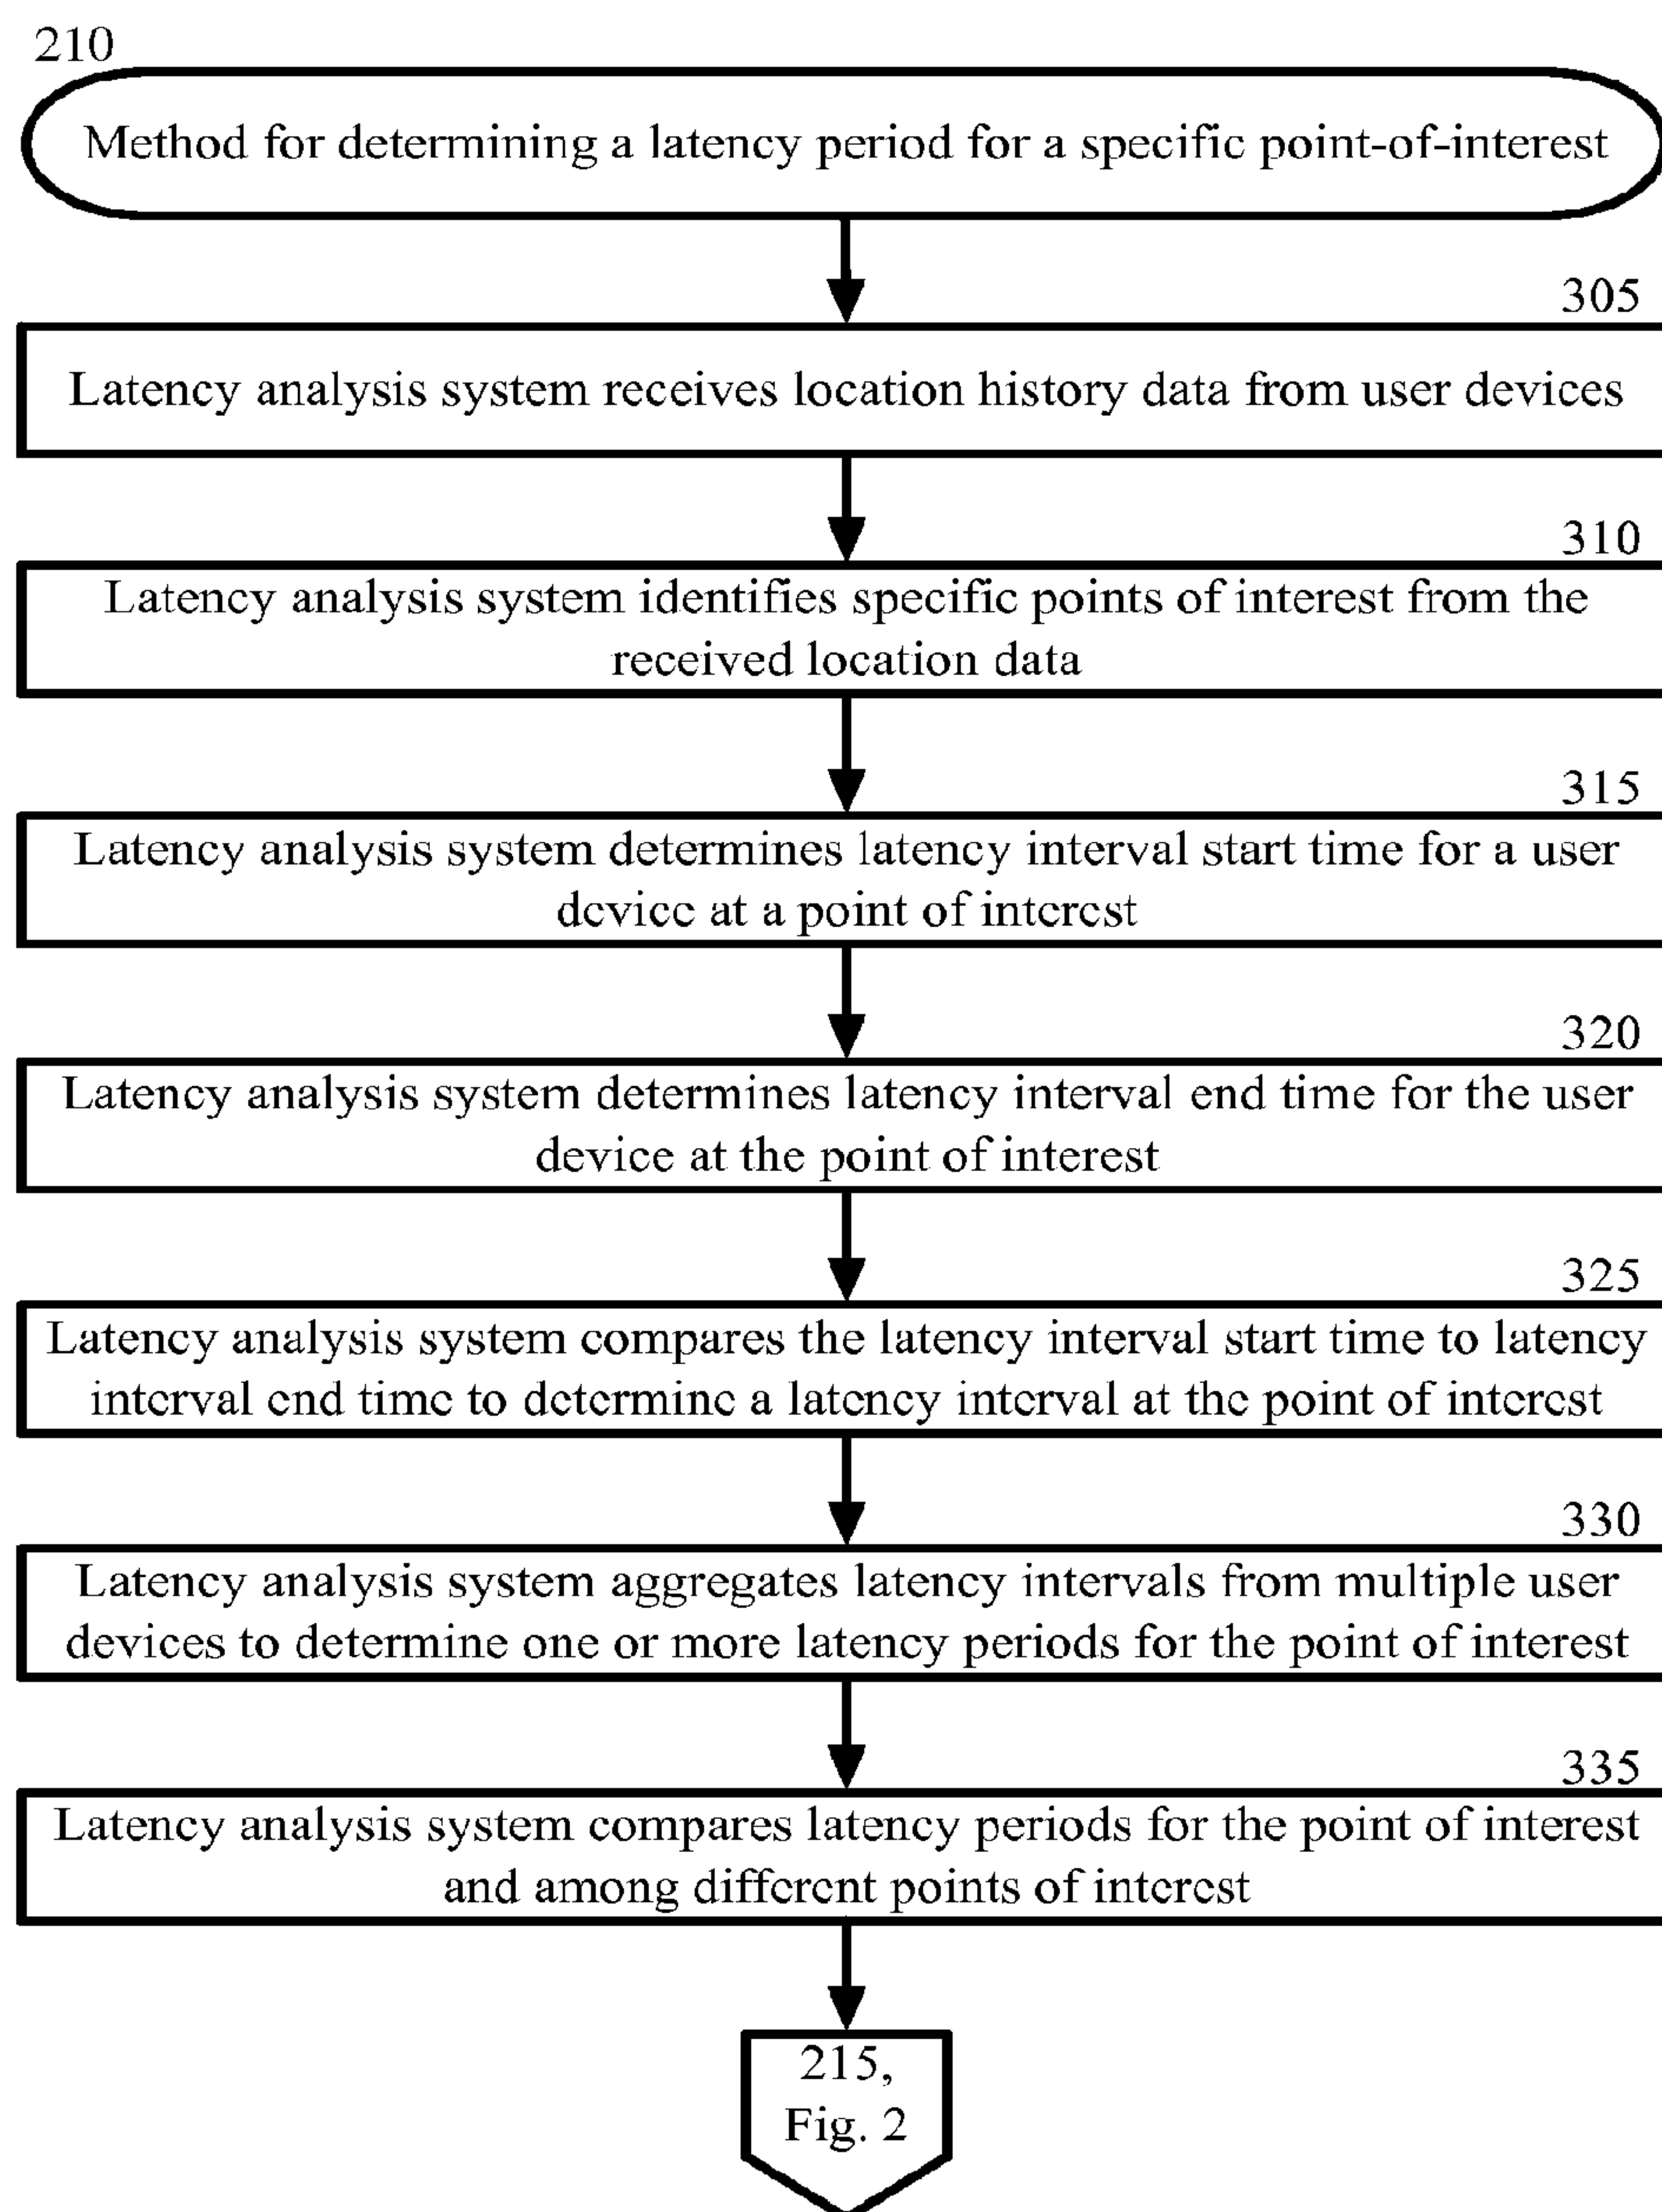 210
Method for determining a latency period for a specific point-of-interest
305
Latency analysis system receives location history data from user devices
310
Latency analysis system identifies specific points of interest from the
received location data
315
Latency analysis system determines latency interval start time for a user
device at a point of interest
320
Latency analysis system determines latency interval end time for the user
device at the point of interest
325
Latency analysis system compares the latency interval start time to latency
interval end time to determine a latency interval at the point of interest
330
Latency analysis system aggregates latency intervals from multiple user
devices to determine one or more latency periods for the point of interest
335
Latency analysis system compares latency periods for the point of interest
and among different points of interest
215,
Fig. 2